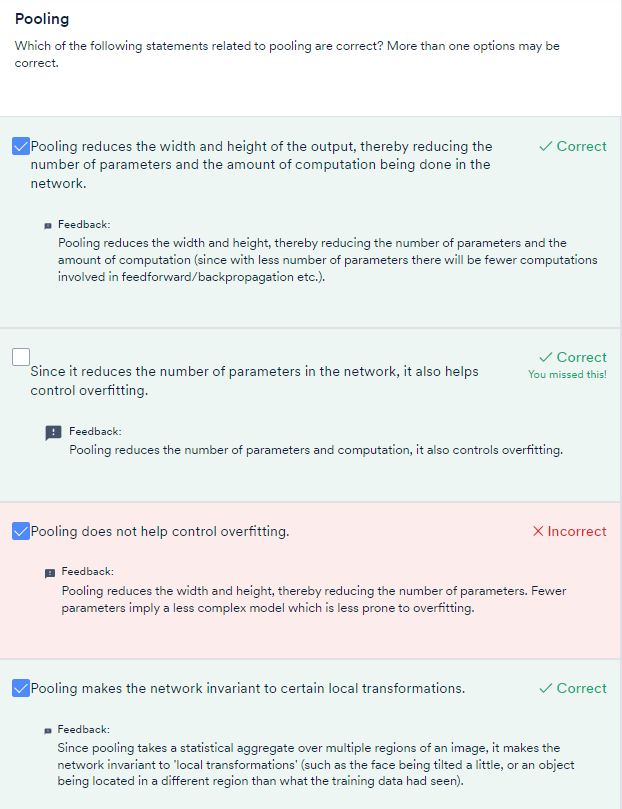 Pooling
Which of the following statements related to pooling are correct? More than one options may be
correct.
Pooling reduces the width and height of the output, thereby reducing the
number of parameters and the amount of computation being done in the
network.
Correct
Feedback:
Pooling reduces the width and height, thereby reducing the number of parameters and the
amount of computation (since with less number of parameters there will be fewer computations
involved in feedforward/backpropagation etc.).
Since it reduces the number of parameters in the network, it also helps
control overfitting.
Correct
You missed this!
Feedback:
Pooling reduces the number of parameters and computation, it also controls overfitting.
Pooling does not help control overfitting.
Incorrect
Feedback:
Pooling reduces the width and height, thereby reducing the number of parameters. Fewer
parameters imply a less complex model which is less prone to overfitting.
Pooling makes the network invariant to certain local transformations.
Correct
Feedback:
Since pooling takes a statistical aggregate over multiple regions of an image, it makes the
network invariant to 'local transformations' (such as the face being tilted a little, or an object
being located in a different region than what the training data had seen).